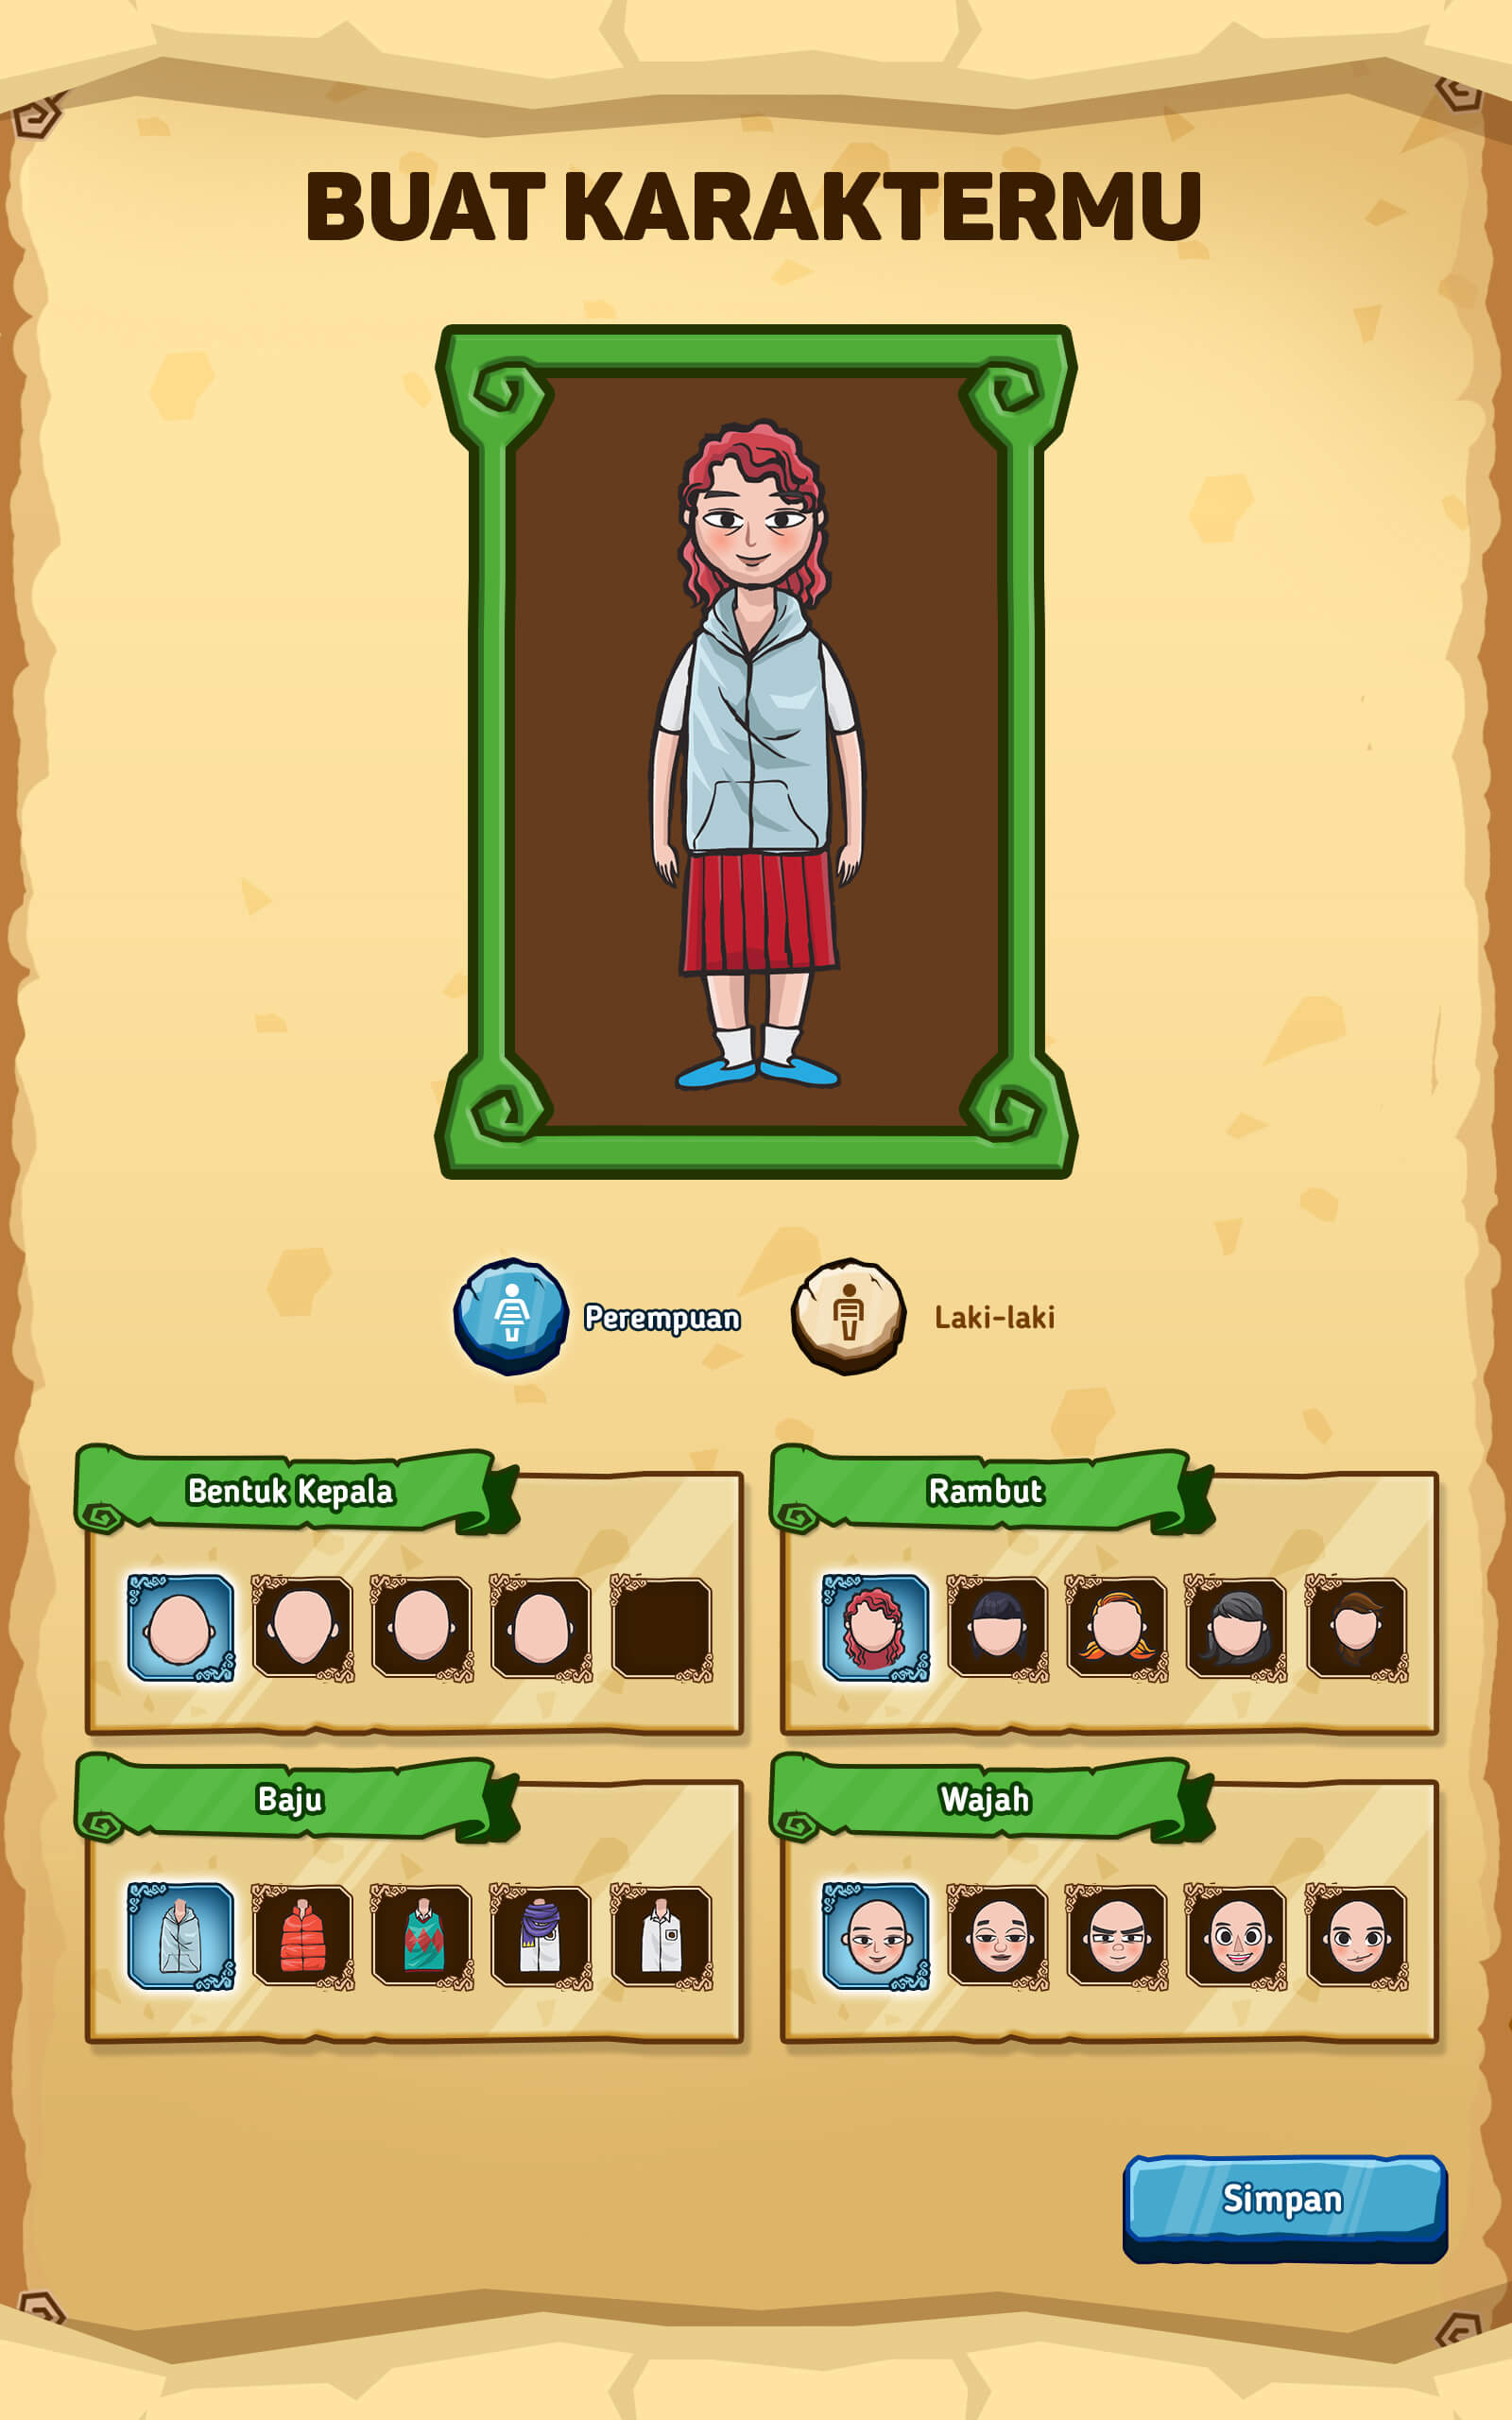 BUAT KARAKTERMU
Perempuan
Laki-laki
Bentuk Kepala
Rambut
Baju
Wajah
Simpan